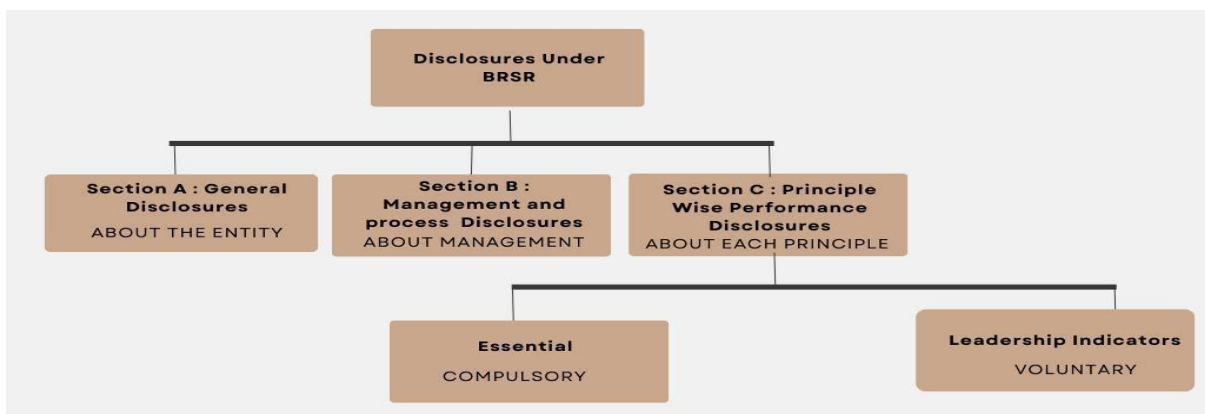 Disclosures Under
BRSR
Section A : General
Disclosures
ABOUT THE ENTITY
Section B :
Management and
process Disclosures
ABOUT MANAGEMENT
Section C : Principle
Wise Performance
Disclosures
ABOUT EACH PRINCIPLE
Essential
COMPULSORY
Leadership Indicators
VOLUNTARY